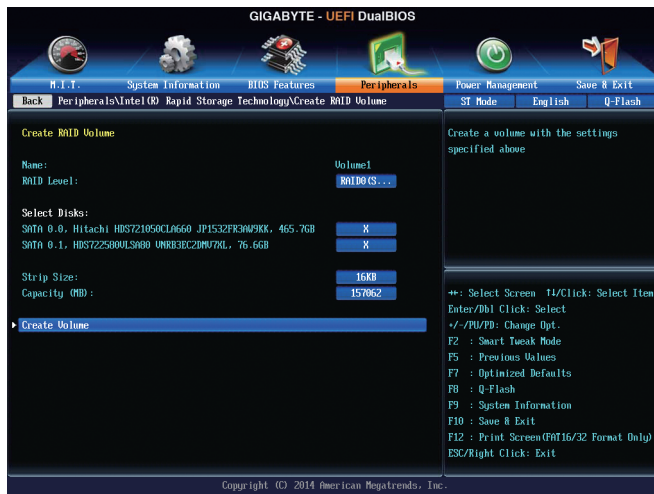 GIGABYTE - UEFI DualBIOS
M.I.T. System Information BIOS Features Peripherals Power Management Save & Exit
Back Peripherals\Intel(R) Rapid Storage Technology\Create RAID Volume ST Mode English Q-Flash
Create RAID Volume
Name: Volume1
RAID Level: RAID0(S...
Select Disks:
SATA 0.0, Hitachi HDS721050CLA660 JP1532FR3AW9KK, 465.7GB X
SATA 0.1, HDS722580VLSA80 VNRB3EC2DMV7XL, 76.6GB X
Strip Size: 16KB
Capacity (MB): 157062
Create Volume
Create a volume with the settings
specified above
↔: Select Screen ↑↓/Click: Select Item
Enter/Dbl Click: Select
+/-/PU/PD: Change Opt.
F2 : Smart Tweak Mode
F5 : Previous Values
F7 : Optimized Defaults
F8 : Q-Flash
F9 : System Information
F10 : Save & Exit
F12 : Print Screen(FAT16/32 Format Only)
ESC/Right Click: Exit
Copyright (C) 2014 American Megatrends, Inc.